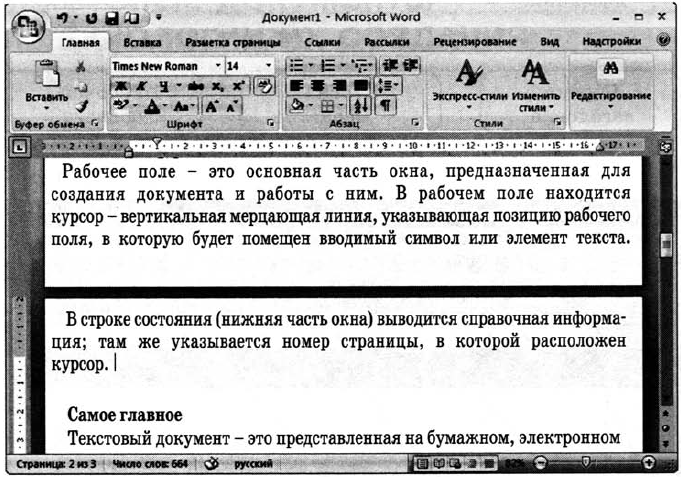 Документ1 - Microsoft Word
Главная Вставка Разметка страницы Ссылки Рассылки Рецензирование Вид Надстройки
Times New Roman 14
Вставить
Экспресс-стили Изменить стили Редактирование
Буфер обмена Шрифт Абзац Стили
Рабочее поле – это основная часть окна, предназначенная для
создания документа и работы с ним. В рабочем поле находится
курсор – вертикальная мерцающая линия, указывающая позицию рабочего
поля, в которую будет помещен вводимый символ или элемент текста.
В строке состояния (нижняя часть окна) выводится справочная информа-
ция; там же указывается номер страницы, в которой расположен
курсор.
Самое главное
Текстовый документ – это представленная на бумажном, электронном
Страница: 2 из 3 Число слов: 664 русский 82%